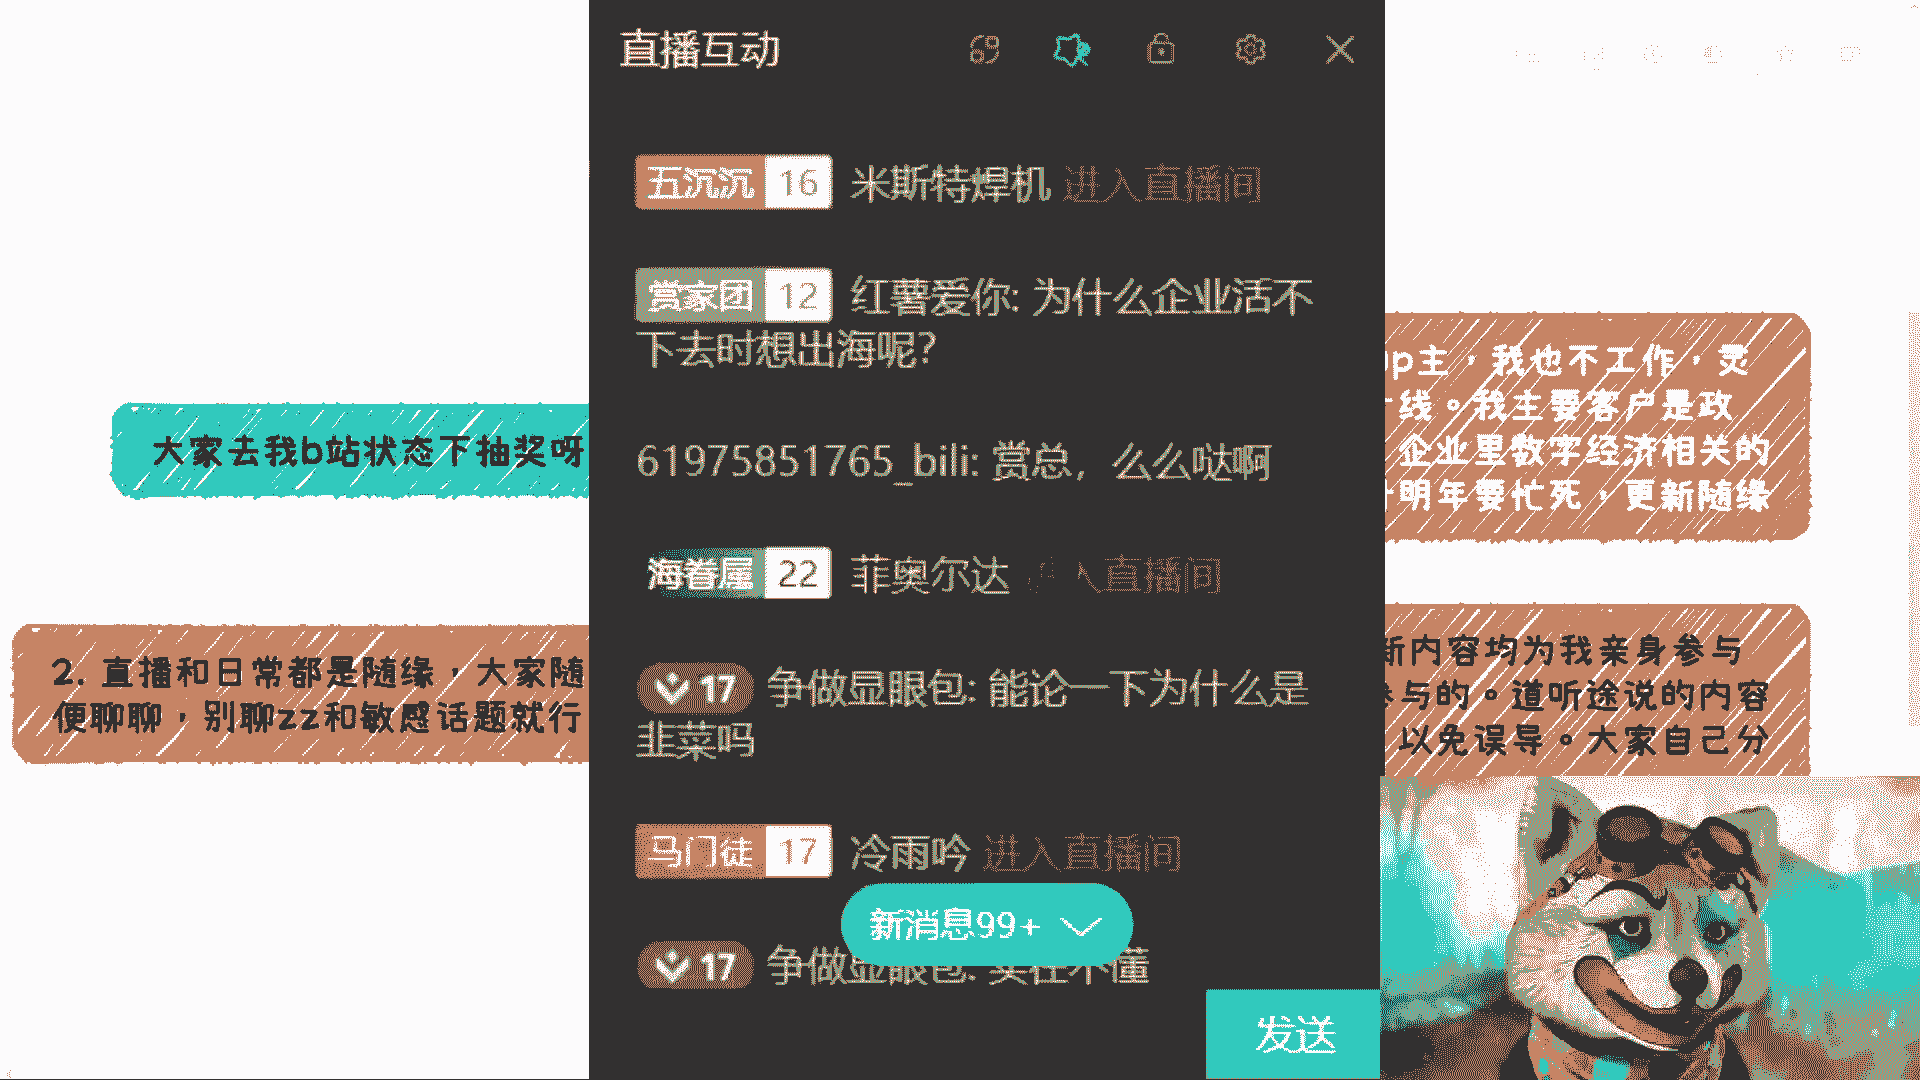 直播互动
五沉沉 16 米斯特焊机 进入直播间
赏家团 12 红薯爱你: 为什么企业活不
下去时想出海呢?
61975851765_bili: 赏总，么么哒啊
海眷属 22 菲奥尔达 进入直播间
17 争做显眼包: 能论一下为什么是
韭菜吗
马门徒 17 冷雨吟 进入直播间
新消息99+
17 争做显眼包: 实在不懂
发送
大家去我b站状态下抽奖呀
2. 直播和日常都是随缘，大家随
便聊聊，别聊zz和敏感话题就行
up主，我也不工作，灵
线。我主要客户是政
企业里数字经济相关的
明年要忙死，更新随缘
新内容均为我亲身参与
参与的。道听途说的内容
以免误导。大家自己分